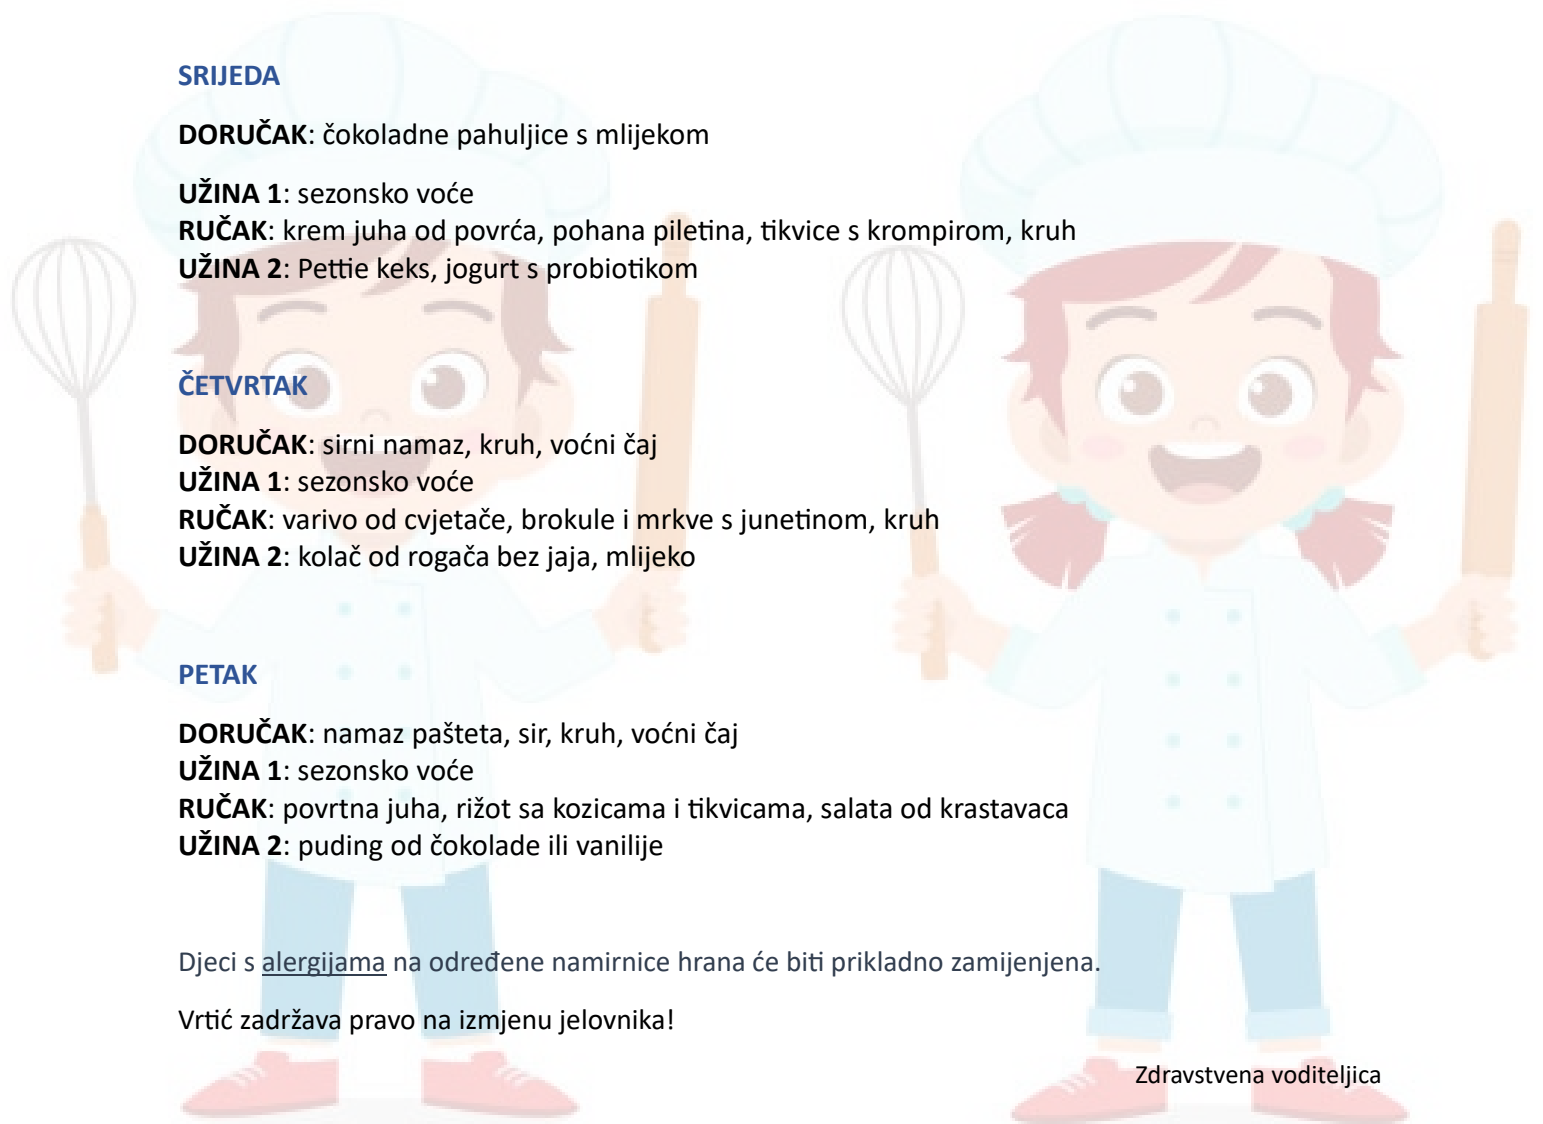 SRIJEDA
DORUČAK: čokoladne pahuljice s mlijekom
UŽINA 1: sezonsko voće
RUČAK: krem juha od povrća, pohana piletina, tikvice s krompirom, kruh
UŽINA 2: Pettie keks, jogurt s probiotikom
ČETVRTAK
DORUČAK: sirni namaz, kruh, voćni čaj
UŽINA 1: sezonsko voće
RUČAK: varivo od cvjetače, brokule i mrkve s junetinom, kruh
UŽINA 2: kolač od rogača bez jaja, mlijeko
PETAK
DORUČAK: namaz pašteta, sir, kruh, voćni čaj
UŽINA 1: sezonsko voće
RUČAK: povrtna juha, rižot sa kozicama i tikvicama, salata od krastavaca
UŽINA 2: puding od čokolade ili vanilije
Djeci s alergijama na određene namirnice hrana će biti prikladno zamijenjena.
Vrtić zadržava pravo na izmjenu jelovnika!
Zdravstvena voditeljica